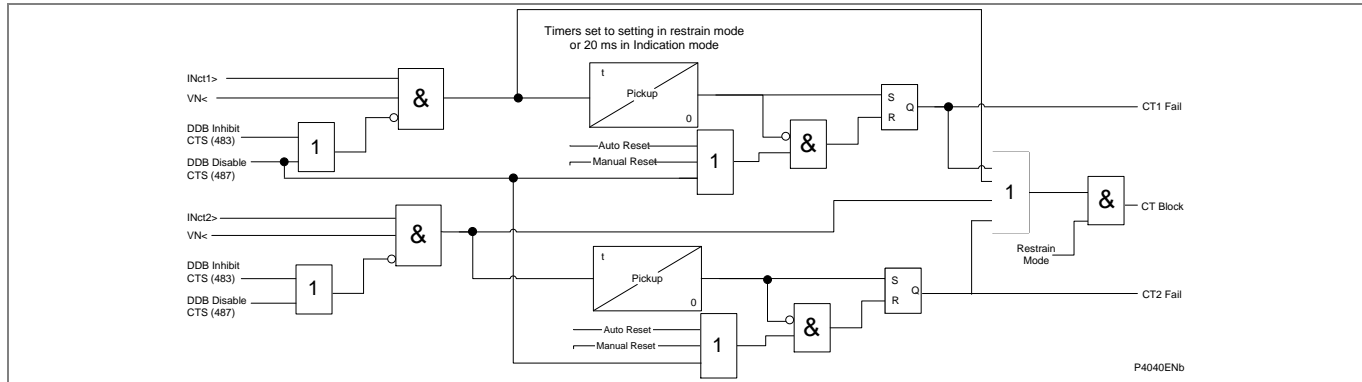 Timers set to setting in restrain mode
or 20 ms in Indication mode
INct1>
VN<
&
t
Pickup
0
S
Q
R
CT1 Fail
DDB Inhibit
CTS (483)
1
DDB Disable
CTS (487)
Auto Reset
Manual Reset
1
&
1
&
CT Block
Restrain
Mode
INct2>
VN<
&
t
Pickup
0
S
Q
R
CT2 Fail
DDB Inhibit
CTS (483)
1
DDB Disable
CTS (487)
Auto Reset
Manual Reset
1
&
P4040ENb